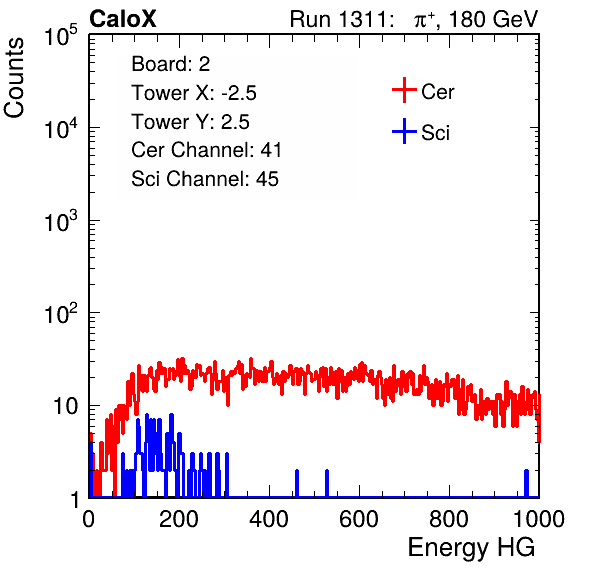 CaloX Run 1311: π⁺, 180 GeV
Counts
Board: 2
Tower X: -2.5
Tower Y: 2.5
Cer Channel: 41
Sci Channel: 45
Cer
Sci
10⁵
10⁴
10³
10²
10
1
0 200 400 600 800 1000
Energy HG